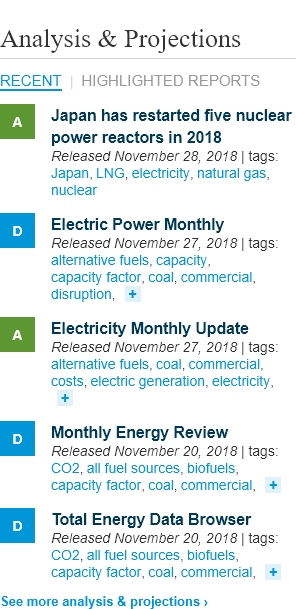 Analysis & Projections
RECENT | HIGHLIGHTED REPORTS
A
Japan has restarted five nuclear
power reactors in 2018
Released November 28, 2018 | tags:
Japan, LNG, electricity, natural gas,
nuclear
D
Electric Power Monthly
Released November 27, 2018 | tags:
alternative fuels, capacity,
capacity factor, coal, commercial,
disruption, +
A
Electricity Monthly Update
Released November 27, 2018 | tags:
alternative fuels, coal, commercial,
costs, electric generation, electricity,
+
D
Monthly Energy Review
Released November 20, 2018 | tags:
CO2, all fuel sources, biofuels,
capacity factor, coal, commercial, +
D
Total Energy Data Browser
Released November 20, 2018 | tags:
CO2, all fuel sources, biofuels,
capacity factor, coal, commercial, +
See more analysis & projections ›